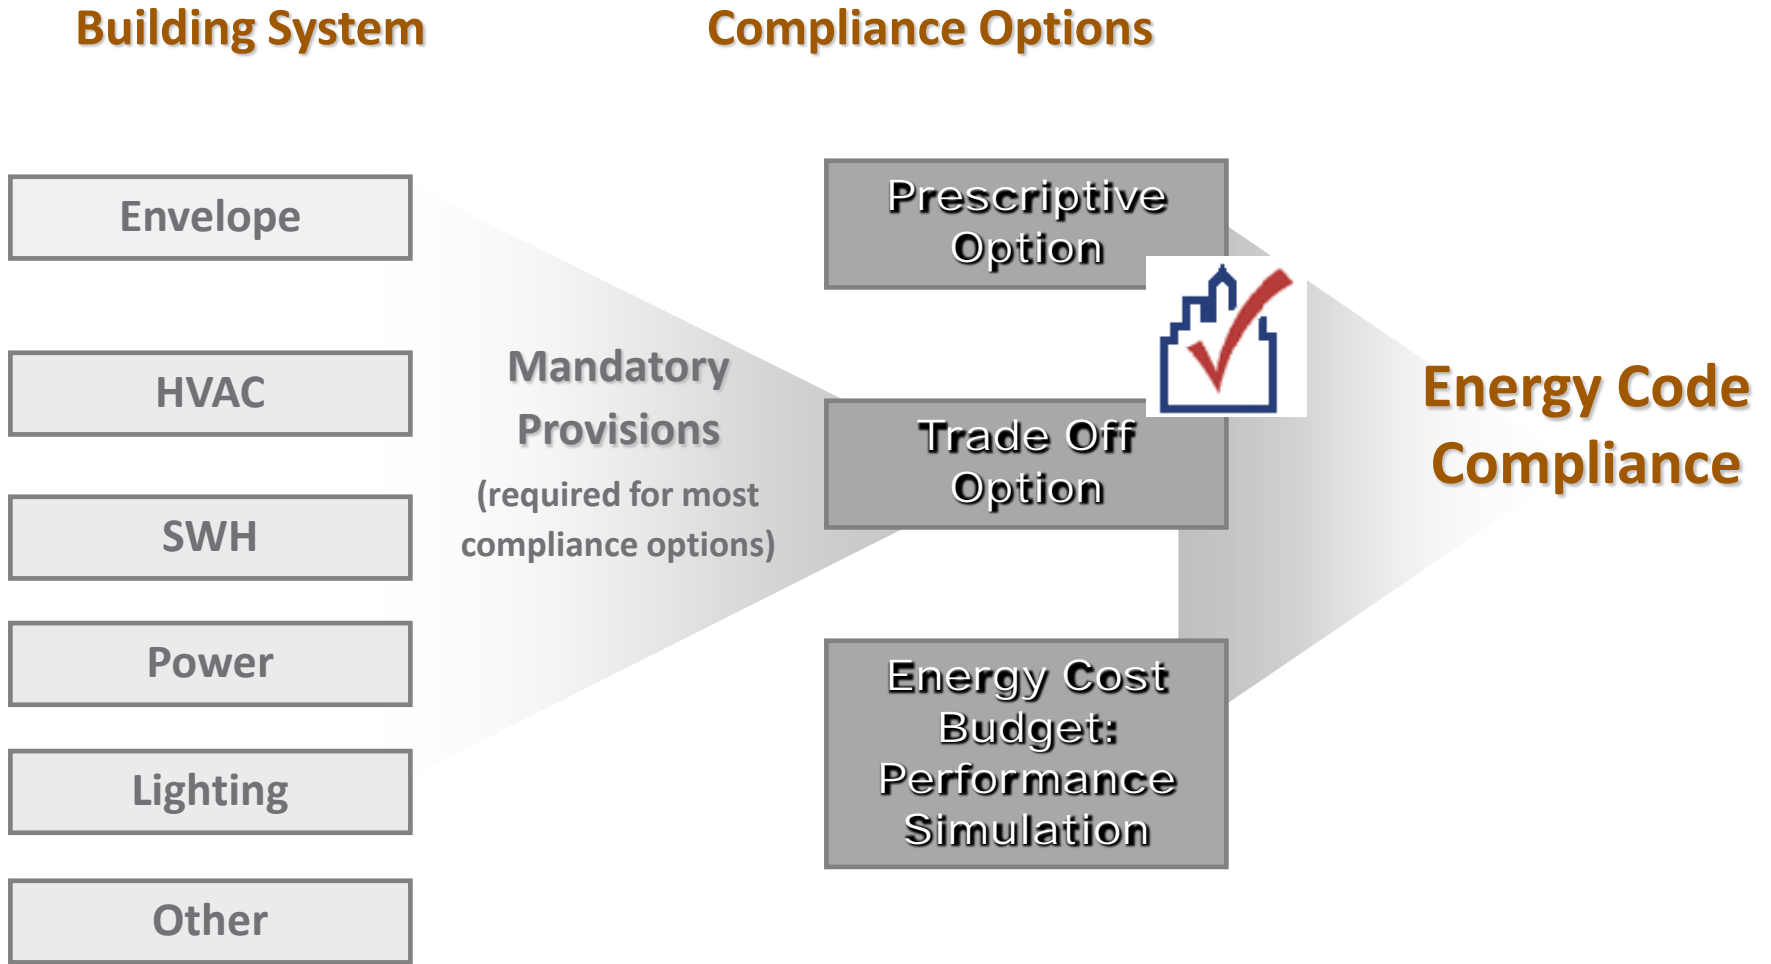 Building System
Compliance Options
Envelope
HVAC
SWH
Power
Lighting
Other
Mandatory
Provisions
(required for most
compliance options)
Prescriptive
Option
Trade Off
Option
Energy Cost
Budget:
Performance
Simulation
Energy Code
Compliance